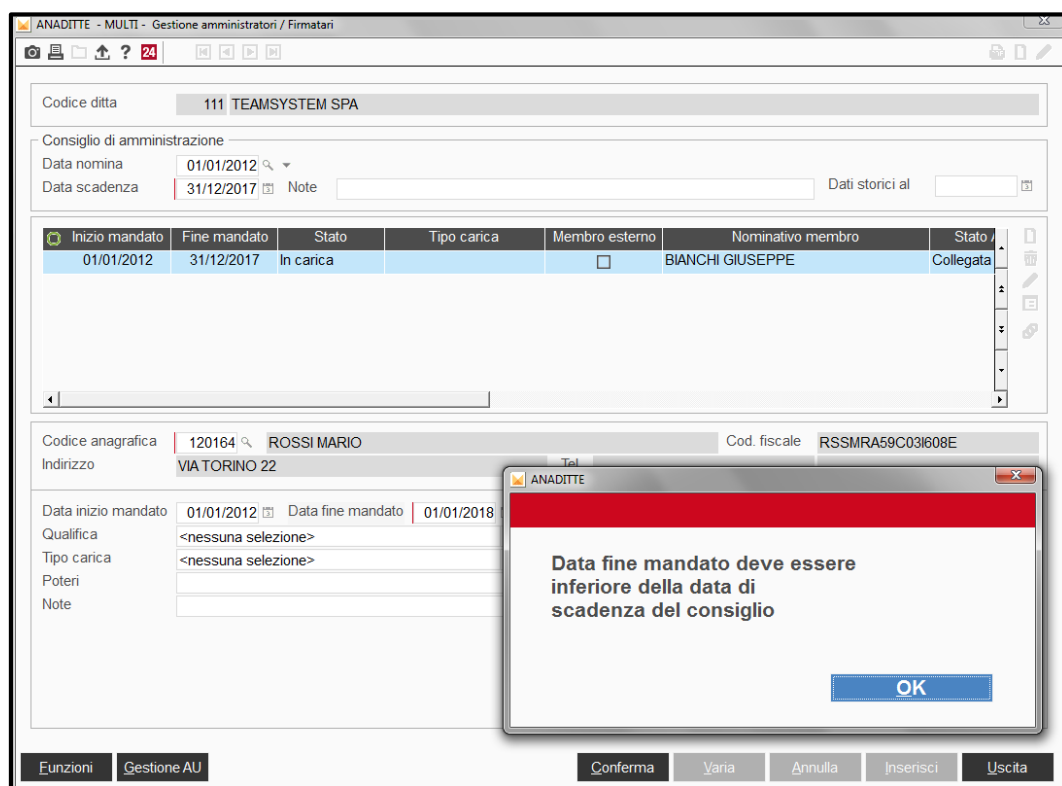 ANADITTE - MULTI - Gestione amministratori / Firmatari
? 24
Codice ditta 111 TEAMSYSTEM SPA
Consiglio di amministrazione
Data nomina 01/01/2012
Data scadenza 31/12/2017 Note Dati storici al
Inizio mandato Fine mandato Stato Tipo carica Membro esterno Nominativo membro Stato
01/01/2012 31/12/2017 In carica BIANCHI GIUSEPPE Collegata
Codice anagrafica 120164 ROSSI MARIO Cod. fiscale RSSMRA59C03I608E
Indirizzo VIA TORINO 22 Tel
Data inizio mandato 01/01/2012 Data fine mandato 01/01/2018
Qualifica <nessuna selezione>
Tipo carica <nessuna selezione>
Poteri
Note
ANADITTE
Data fine mandato deve essere
inferiore della data di
scadenza del consiglio
OK
Funzioni Gestione AU Conferma Varia Annulla Inserisci Uscita